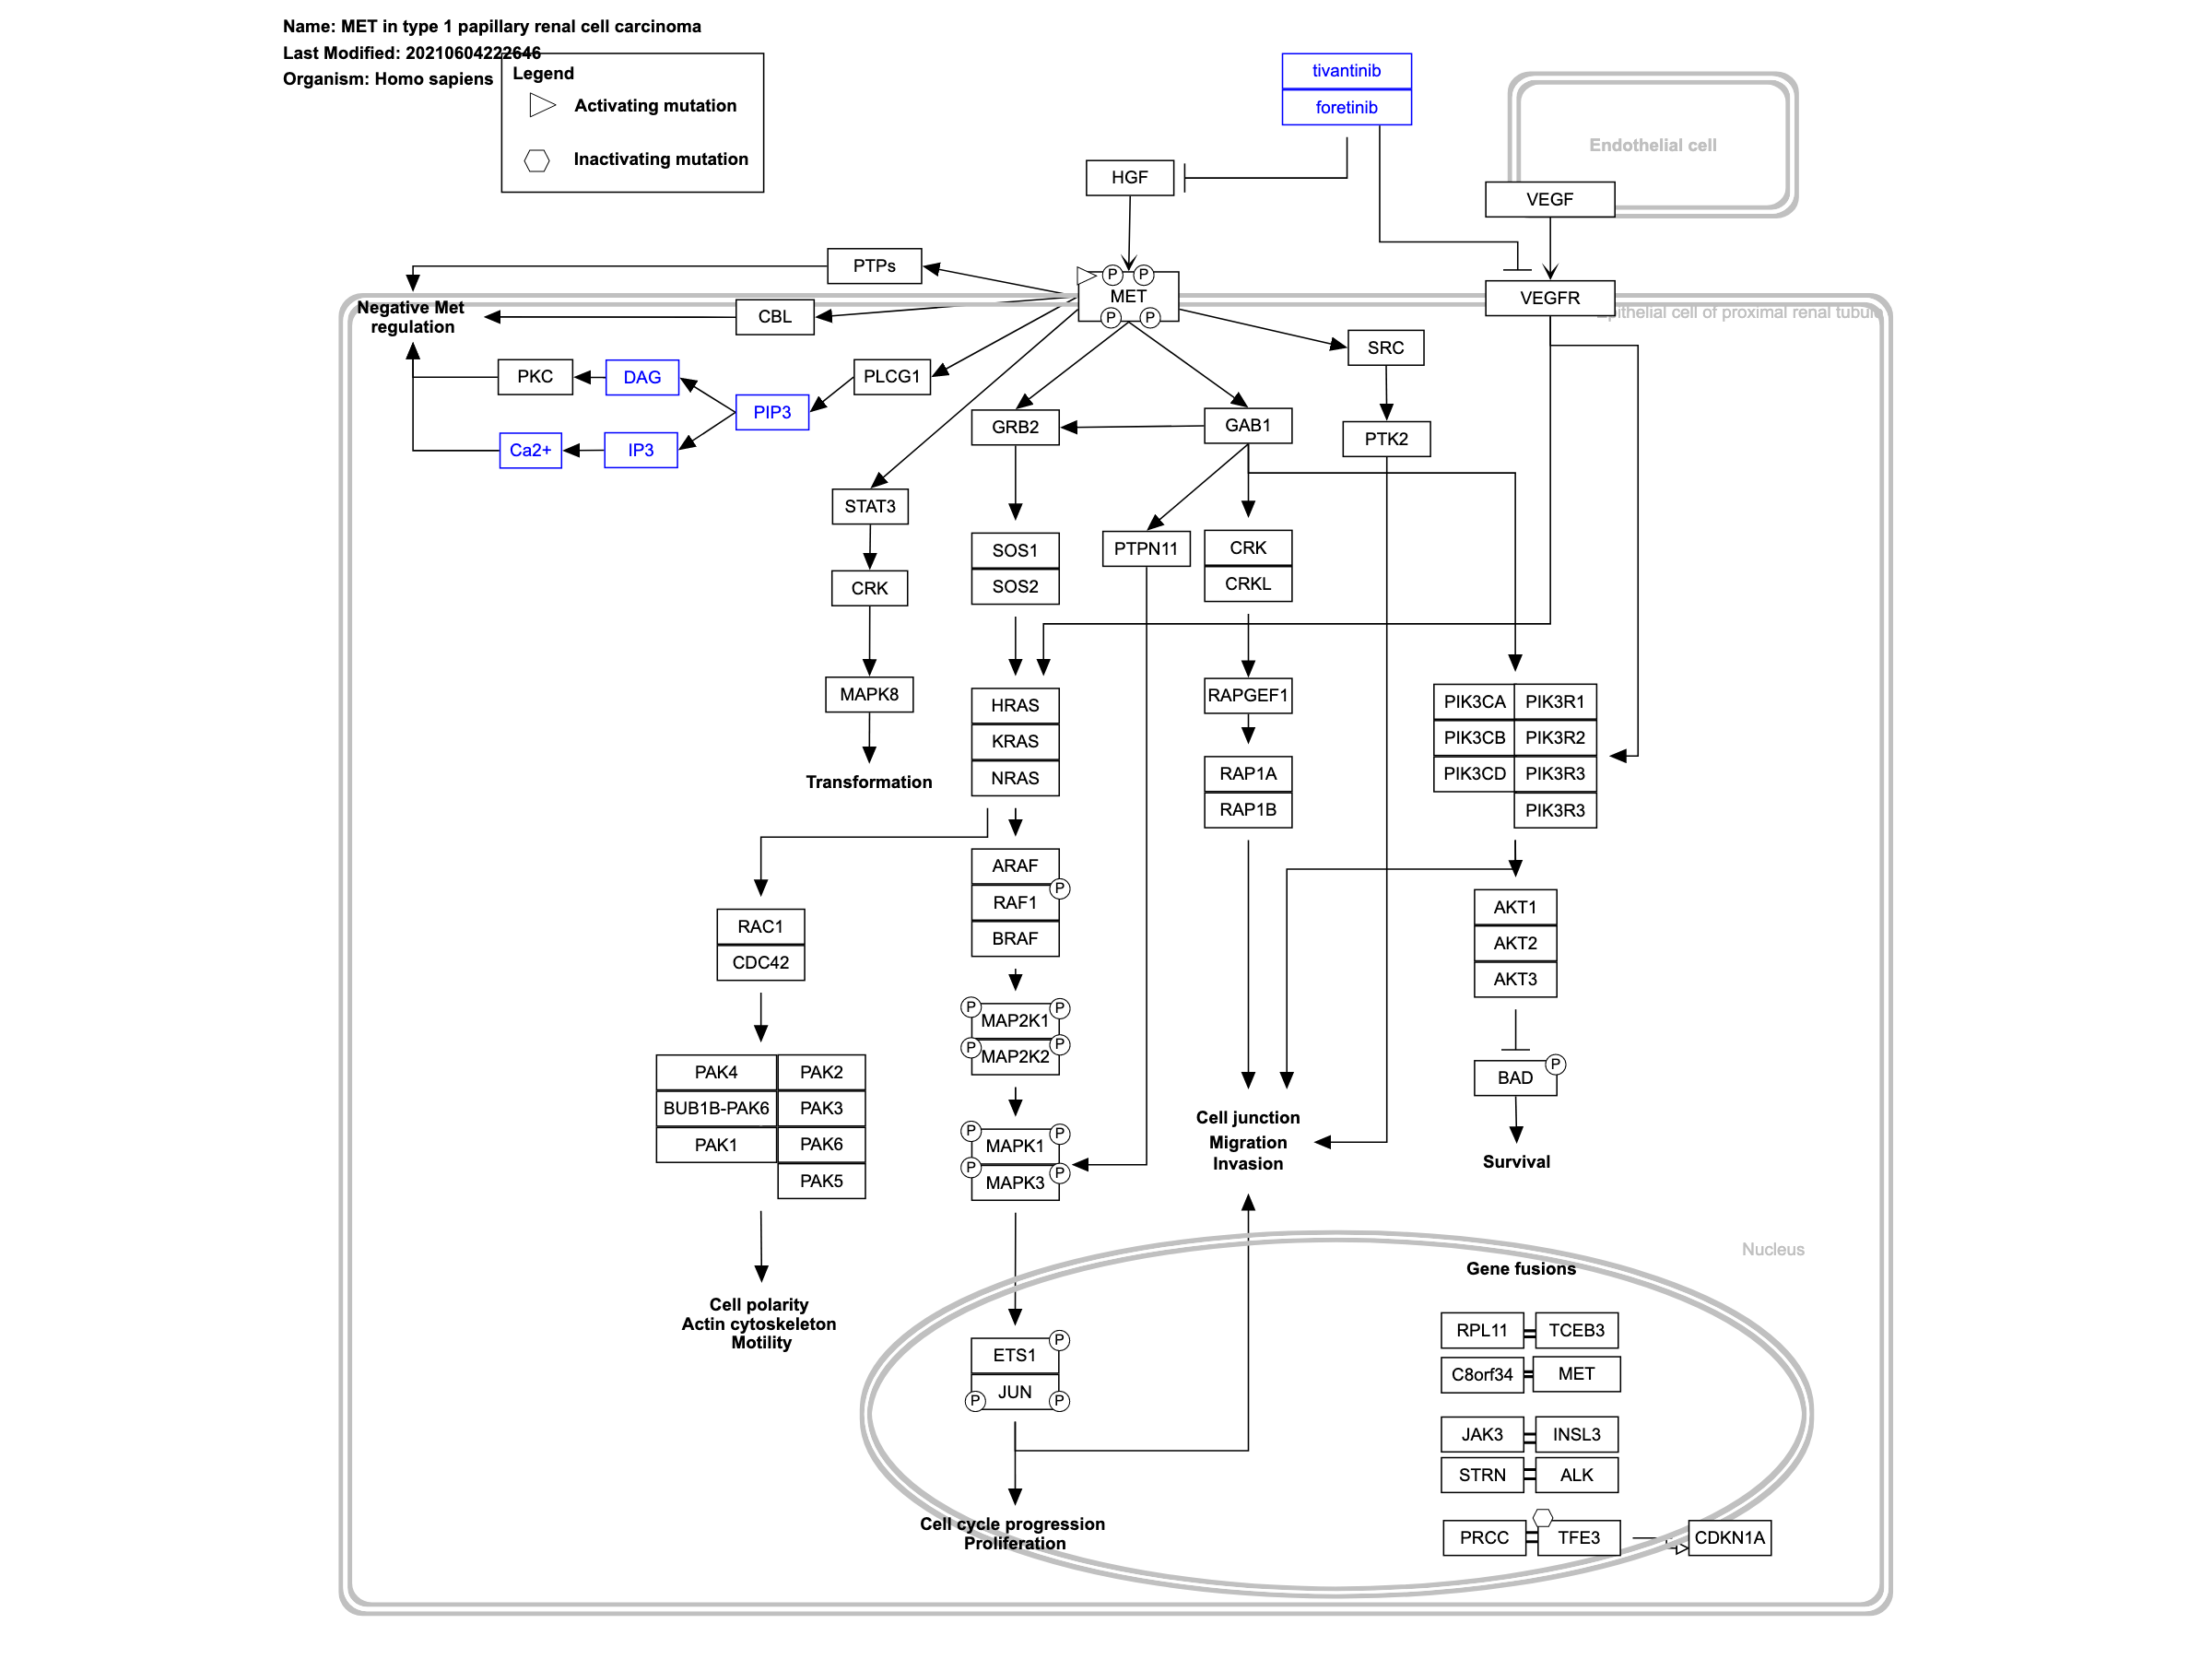 Name: MET in type 1 papillary renal cell carcinoma
Last Modified: 20210604222646
Organism: Homo sapiens
Legend
Activating mutation
Inactivating mutation
tivantinib
foretinib
Endothelial cell
HGF
VEGF
PTPs
P P
MET
P P
VEGFR
Epithelial cell of proximal renal tubule
Negative Met
regulation
CBL
SRC
PKC
DAG
PLCG1
PIP3
GRB2
GAB1
PTK2
Ca2+
IP3
STAT3
SOS1
SOS2
PTPN11
CRK
CRKL
CRK
MAPK8
Transformation
HRAS
KRAS
NRAS
RAPGEF1
RAP1A
RAP1B
PIK3CA PIK3R1
PIK3CB PIK3R2
PIK3CD PIK3R3
PIK3R3
ARAF
P
RAF1
BRAF
RAC1
CDC42
AKT1
AKT2
AKT3
P P
MAP2K1
P P
MAP2K2
PAK4 PAK2
BUB1B-PAK6 PAK3
PAK1 PAK6
PAK5
P
BAD
P P
MAPK1
P P
MAPK3
Cell junction
Migration
Invasion
Survival
Nucleus
Gene fusions
Cell polarity
Actin cytoskeleton
Motility
P
ETS1
JUN
P P
RPL11 TCEB3
C8orf34 MET
JAK3 INSL3
STRN ALK
PRCC TFE3 CDKN1A
Cell cycle progression
Proliferation